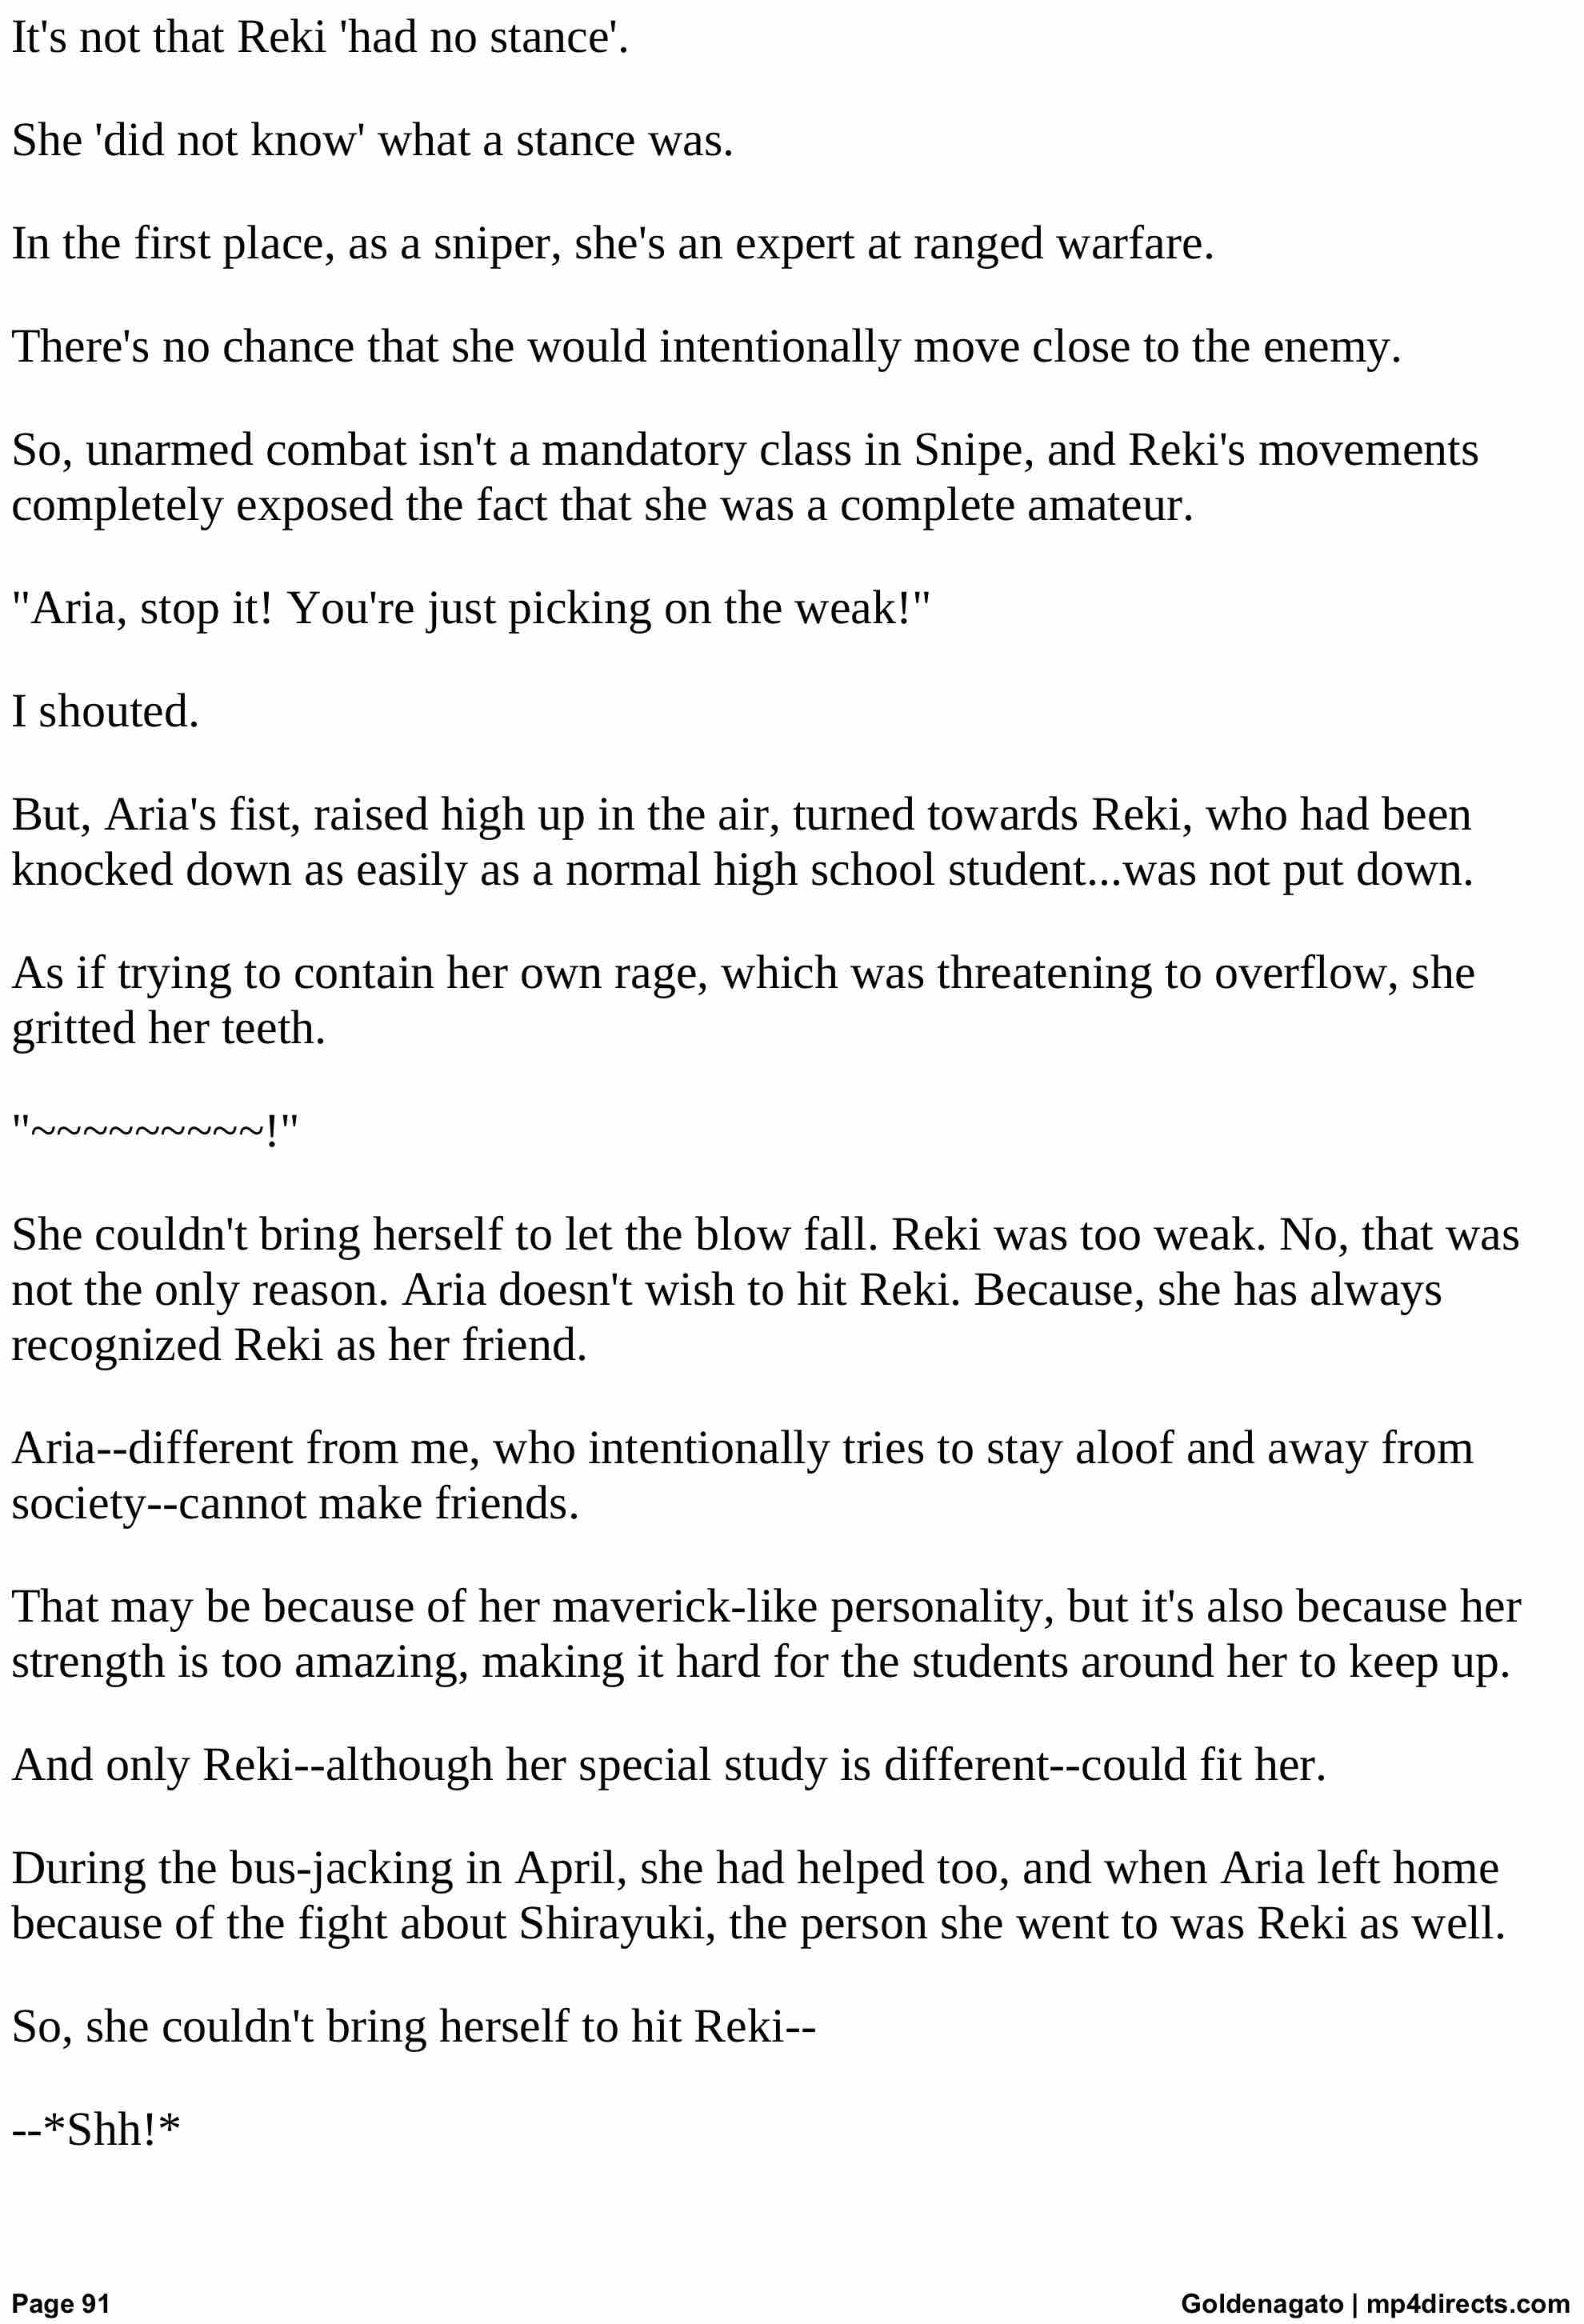 It's not that Reki 'had no stance'.
She 'did not know' what a stance was.
In the first place, as a sniper, she's an expert at ranged warfare.
There's no chance that she would intentionally move close to the enemy.
So, unarmed combat isn't a mandatory class in Snipe, and Reki's movements
completely exposed the fact that she was a complete amateur.
"Aria, stop it! You're just picking on the weak!"
I shouted.
But, Aria's fist, raised high up in the air, turned towards Reki, who had been
knocked down as easily as a normal high school student...was not put down.
As if trying to contain her own rage, which was threatening to overflow, she
gritted her teeth.
"~~~~~~~~~!"
She couldn't bring herself to let the blow fall. Reki was too weak. No, that was
not the only reason. Aria doesn't wish to hit Reki. Because, she has always
recognized Reki as her friend.
Aria--different from me, who intentionally tries to stay aloof and away from
society--cannot make friends.
That may be because of her maverick-like personality, but it's also because her
strength is too amazing, making it hard for the students around her to keep up.
And only Reki--although her special study is different--could fit her.
During the bus-jacking in April, she had helped too, and when Aria left home
because of the fight about Shirayuki, the person she went to was Reki as well.
So, she couldn't bring herself to hit Reki--
--*Shh!*
Page 91
Goldenagato | mp4directs.com